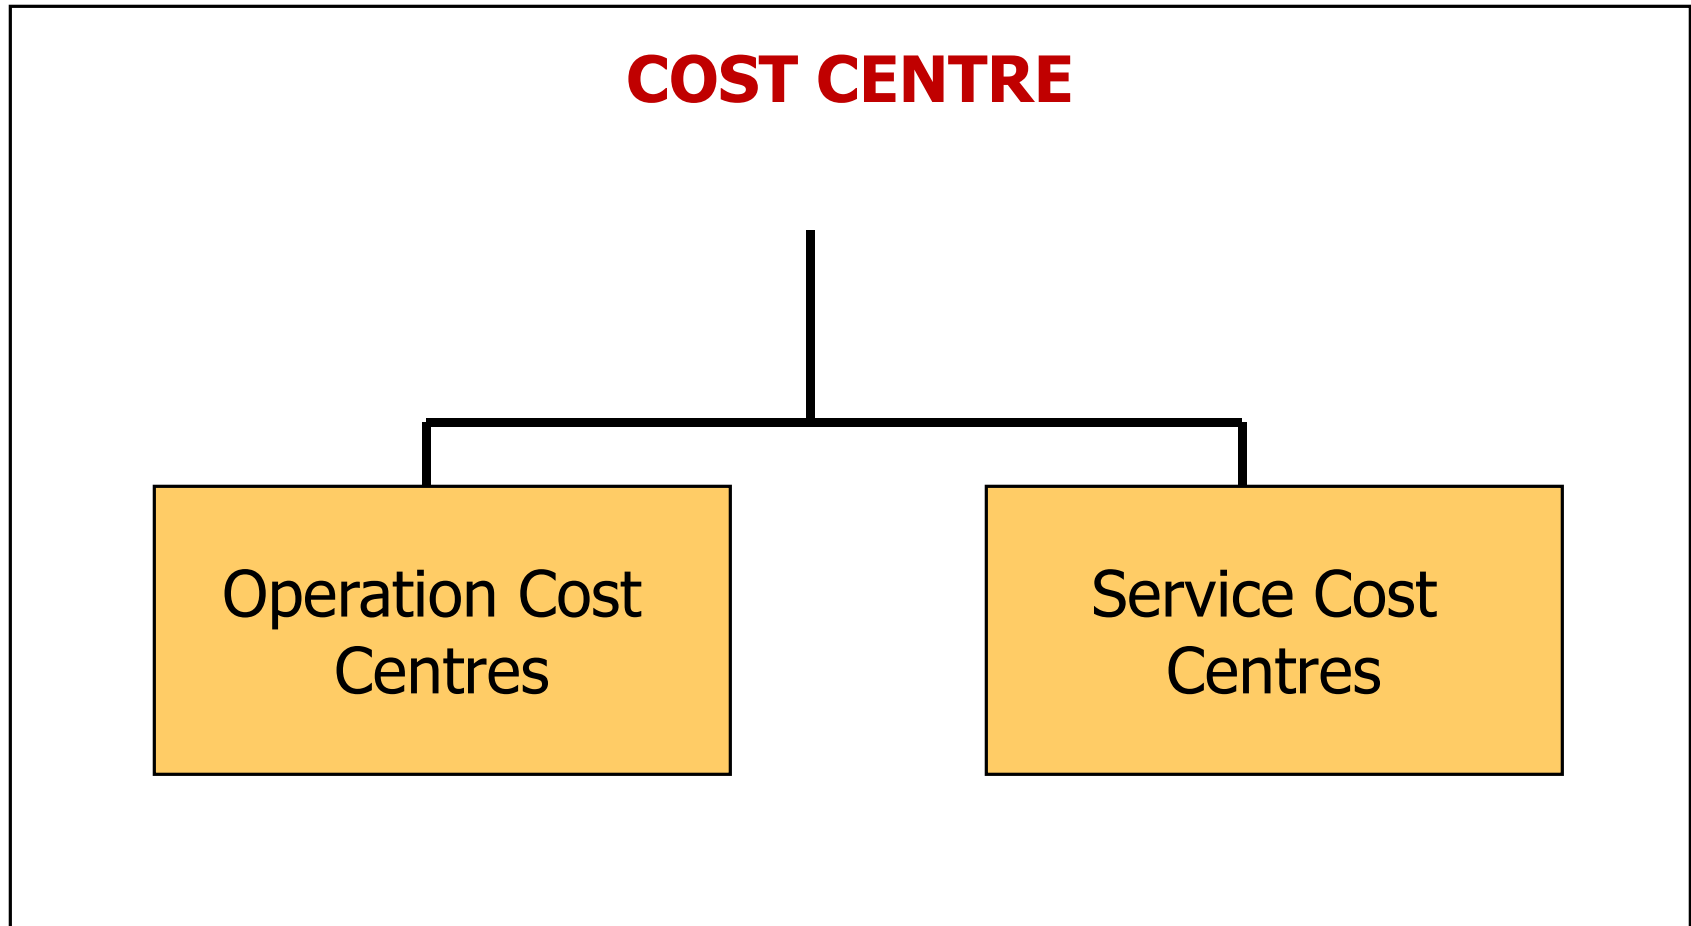 COST CENTRE
Operation Cost
Centres
Service Cost
Centres